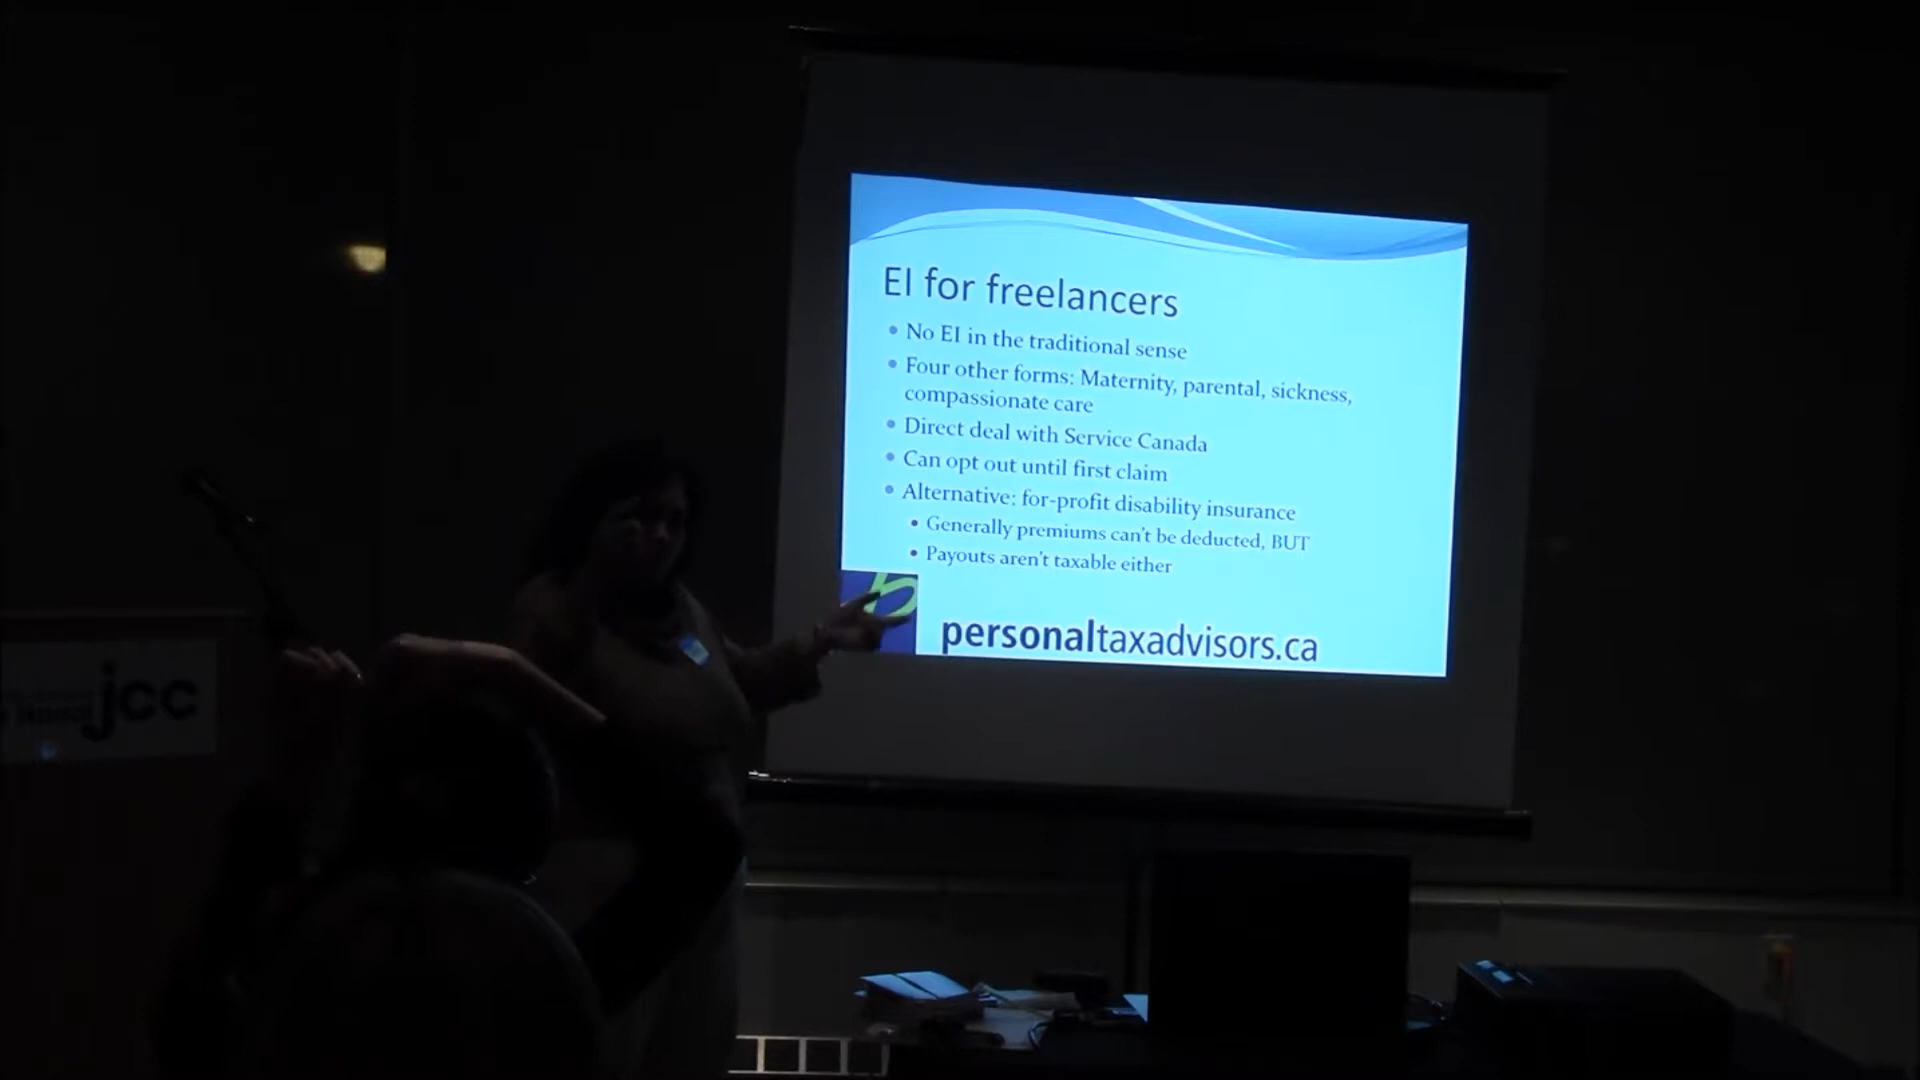 EI for freelancers
• No EI in the traditional sense
• Four other forms: Maternity, parental, sickness,
compassionate care
• Direct deal with Service Canada
• Can opt out until first claim
• Alternative: for-profit disability insurance
• Generally premiums can't be deducted, BUT
• Payouts aren't taxable either
personaltaxadvisors.ca
jcc